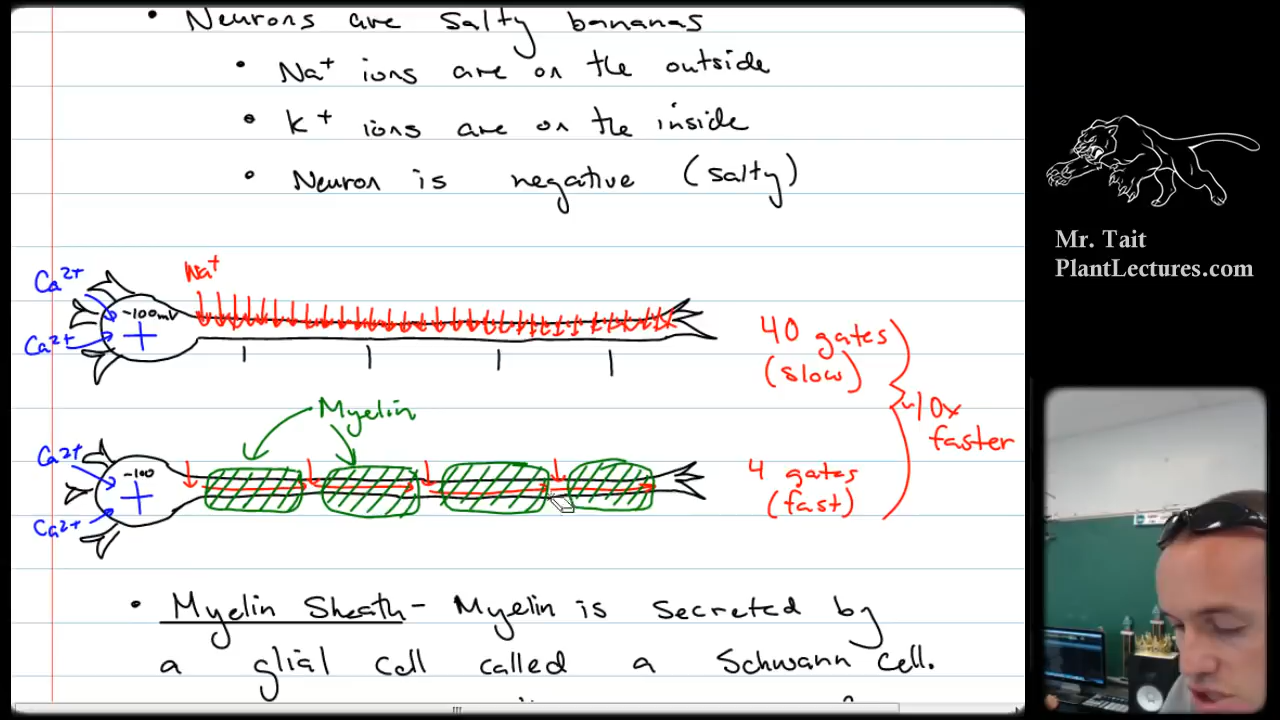 • Neurons are salty bananas
• Na+ ions are on the outside
• K+ ions are on the inside
• Neuron is negative (salty)
Mr. Tait
PlantLectures.com
Ca2+
Na+
-100mV
+
Ca2+
40 gates
(slow)
~10x
faster
Myelin
Ca2+
-100
+
Ca2+
4 gates
(fast)
• Myelin Sheath - Myelin is secreted by
a glial cell called a Schwann cell.